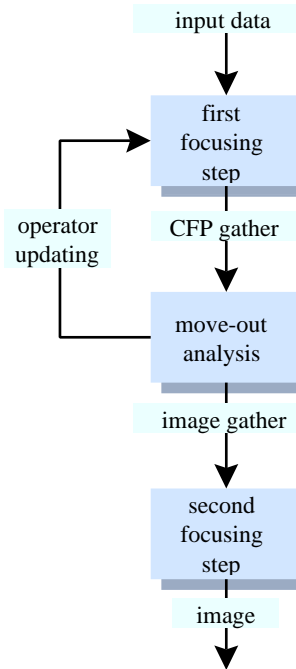 input data
first
focusing
step
CFP gather
operator
updating
move-out
analysis
image gather
second
focusing
step
image